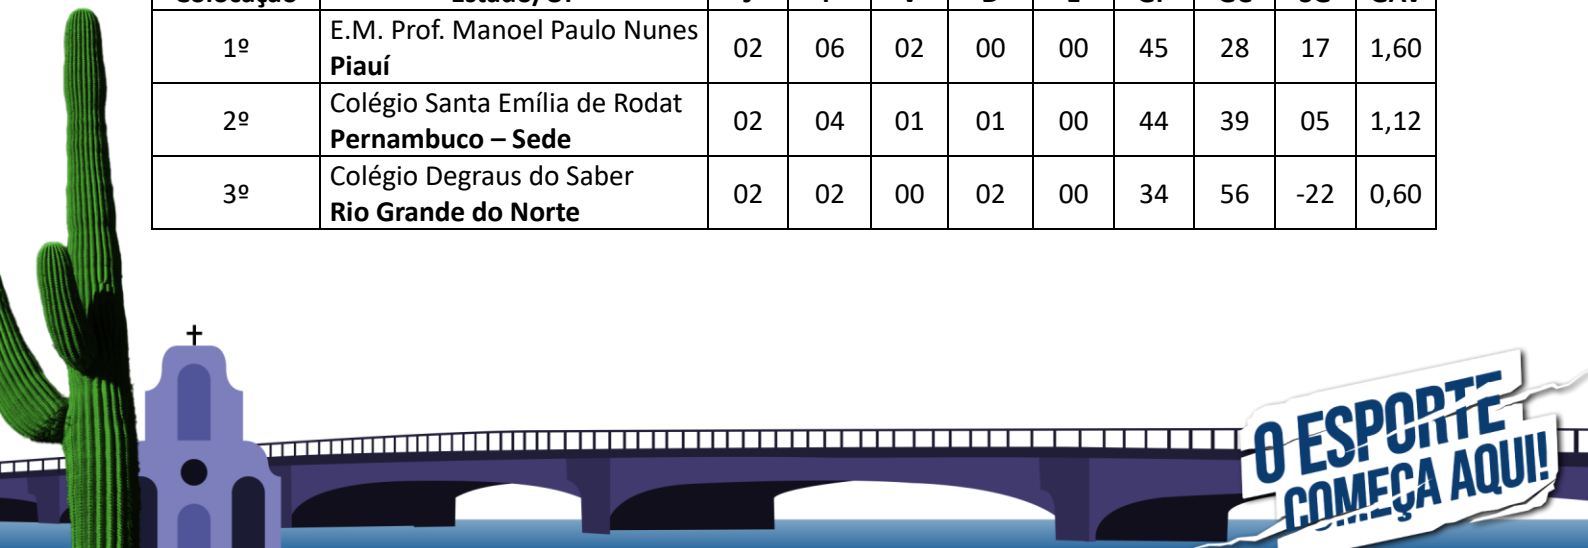 1º E.M. Prof. Manoel Paulo Nunes 02 06 02 00 00 45 28 17 1,60
Piauí
2º Colégio Santa Emília de Rodat 02 04 01 01 00 44 39 05 1,12
Pernambuco – Sede
3º Colégio Degraus do Saber 02 02 00 02 00 34 56 -22 0,60
Rio Grande do Norte
O ESPORTE
COMEÇA AQUI!